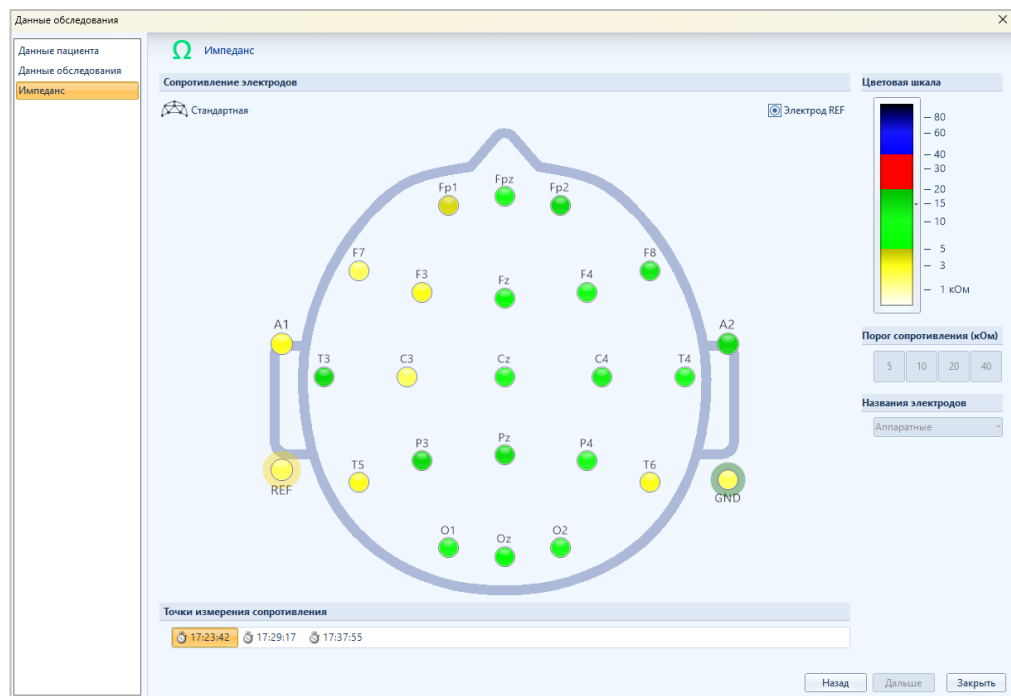 Данные обследования
Данные пациента
Данные обследования
Импеданс
Импеданс
Сопротивление электродов
Стандартная
Электрод REF
Fp1 Fpz Fp2
F7 F3 Fz F4 F8
A1 A2
T3 C3 Cz C4 T4
P3 Pz P4
T5 T6
REF GND
O1 Oz O2
Точки измерения сопротивления
17:23:42 17:29:17 17:37:55
Цветовая шкала
80
60
40
30
20
15
10
5
3
1 кОм
Порог сопротивления (кОм)
5 10 20 40
Названия электродов
Аппаратные
Назад Дальше Закрыть